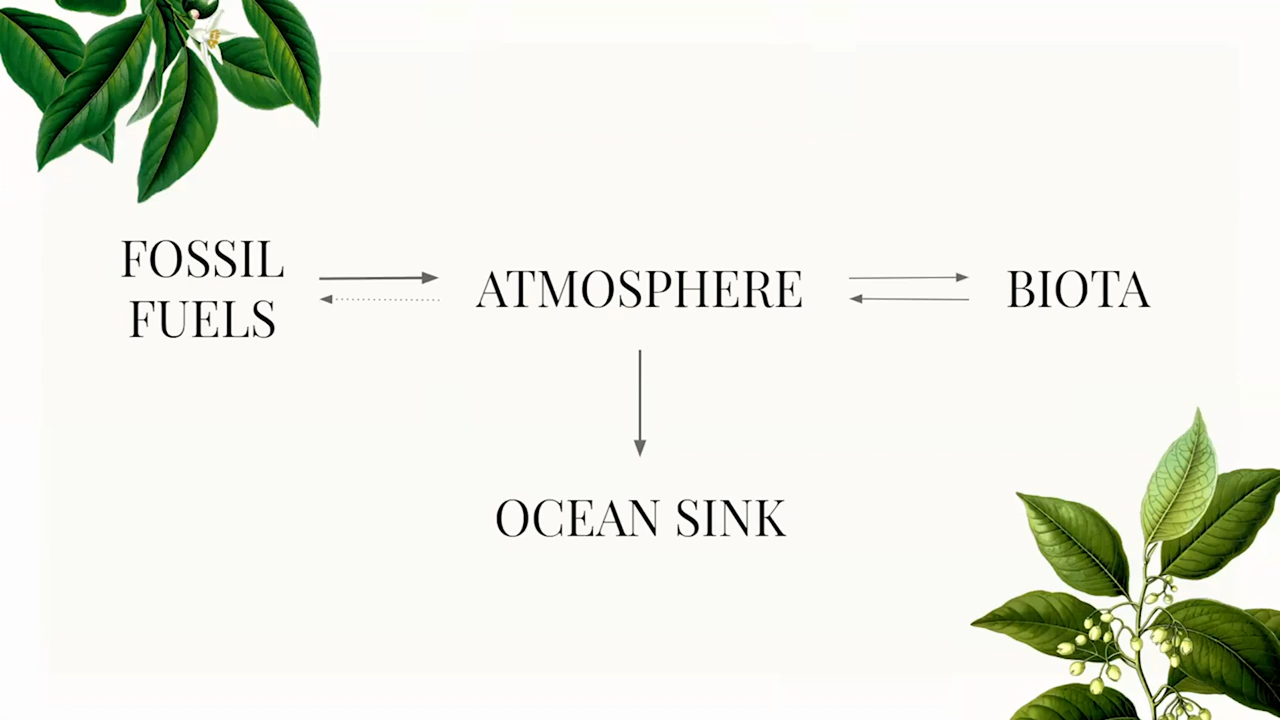 FOSSIL
FUELS
ATMOSPHERE
BIOTA
OCEAN SINK